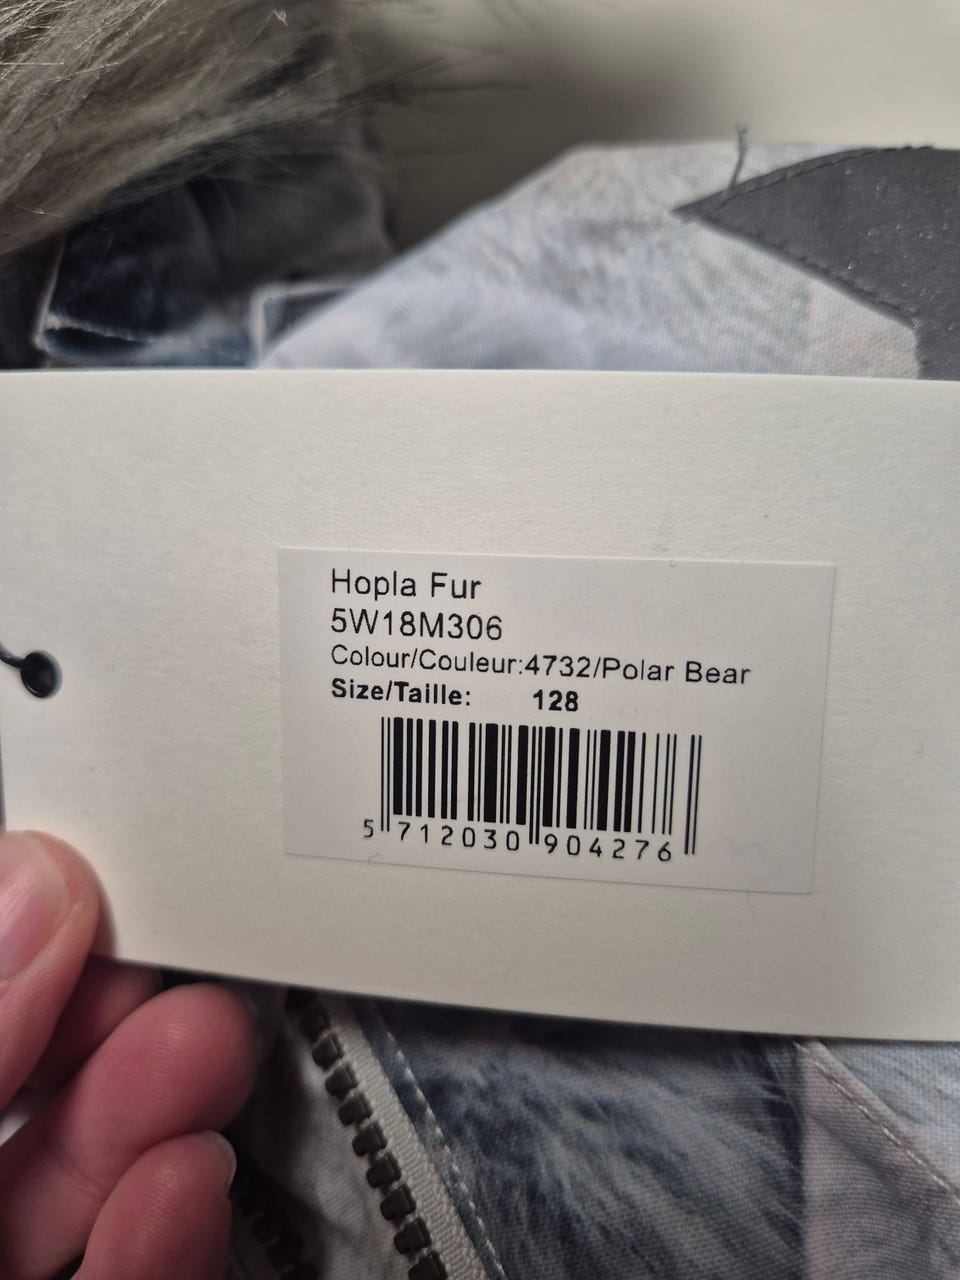 Hopla Fur
5W18M306
Colour/Couleur:4732/Polar Bear
Size/Taille: 128
5 712030 904276